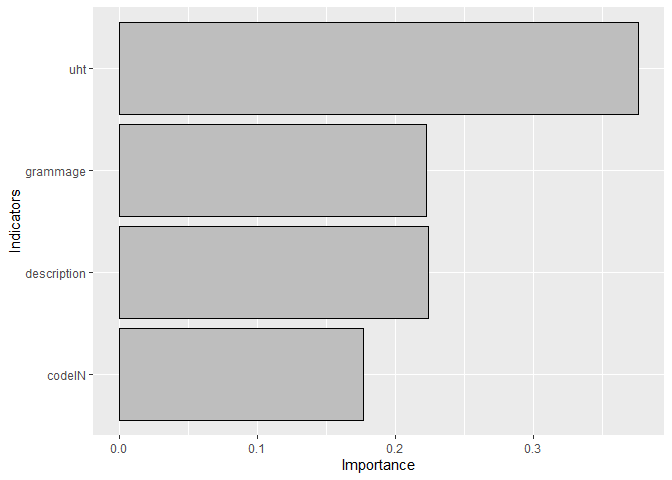 uht
grammage
description
codeIN
Indicators
0.0 0.1 0.2 0.3
Importance